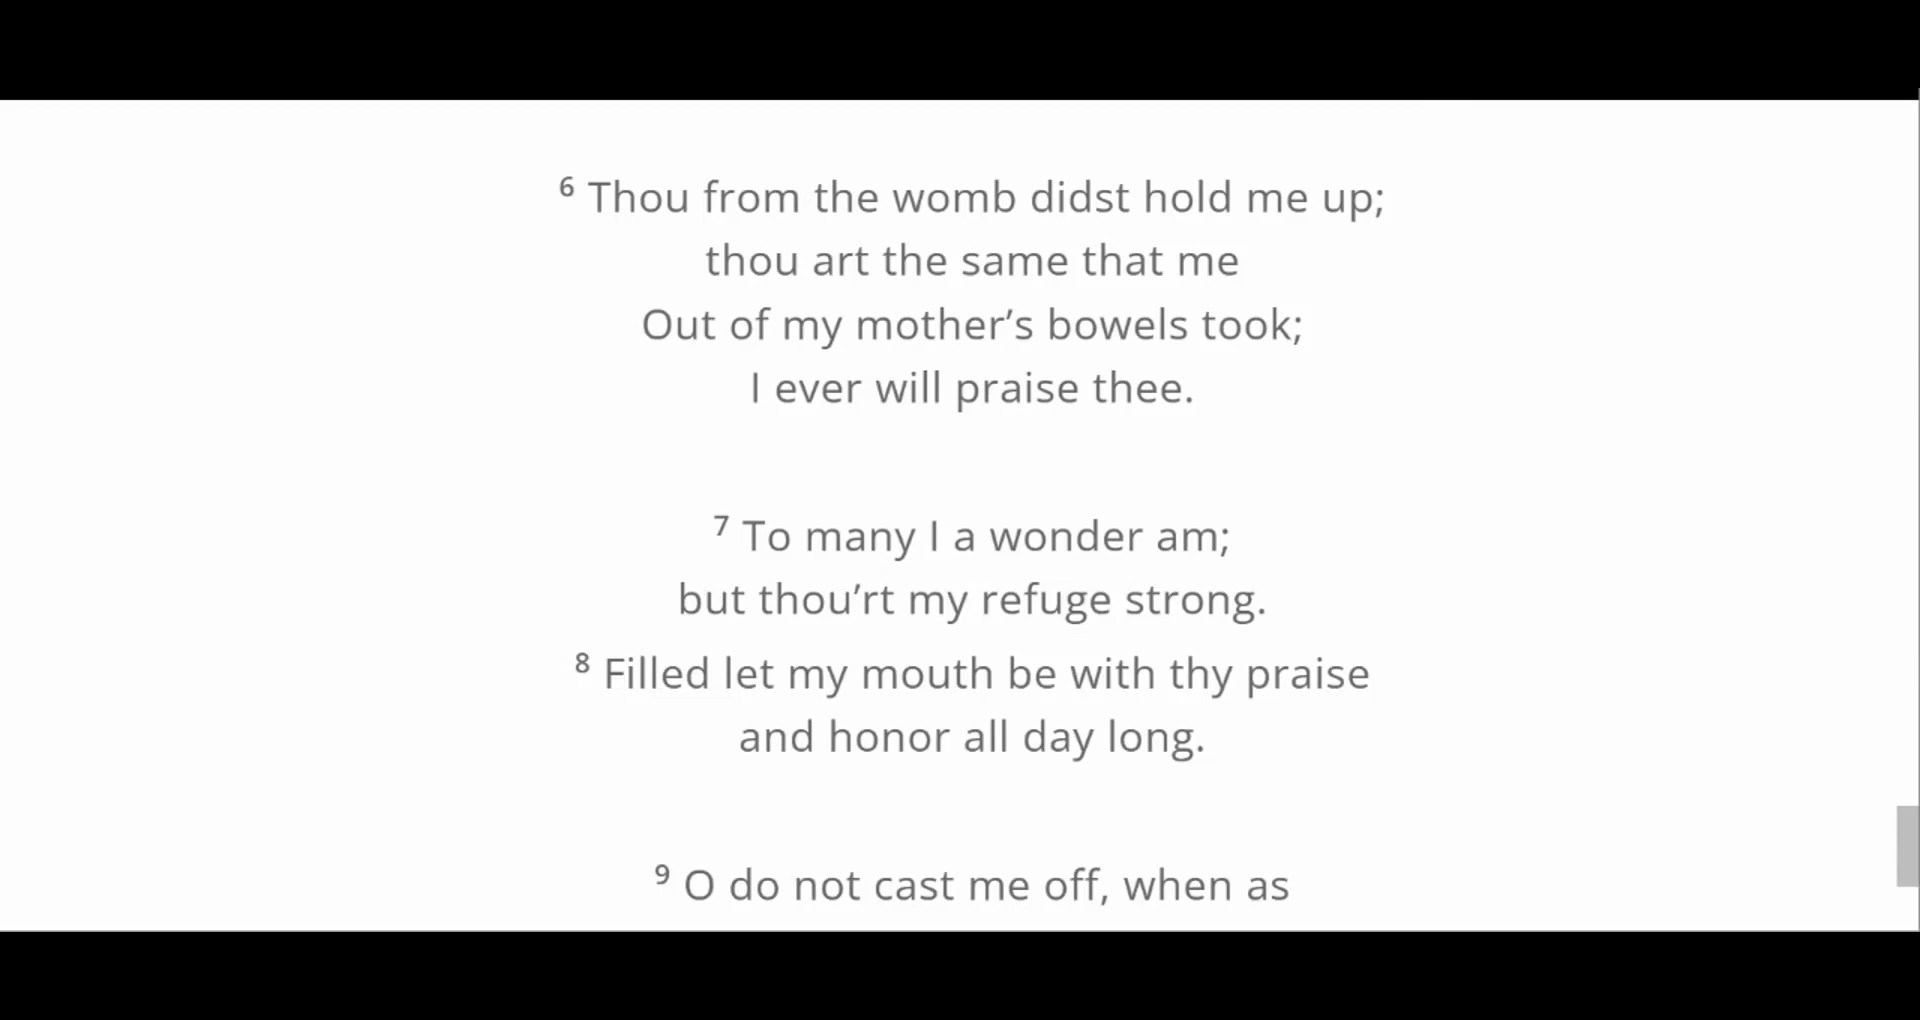 6 Thou from the womb didst hold me up;
thou art the same that me
Out of my mother’s bowels took;
I ever will praise thee.
7 To many I a wonder am;
but thou’rt my refuge strong.
8 Filled let my mouth be with thy praise
and honor all day long.
9 O do not cast me off, when as